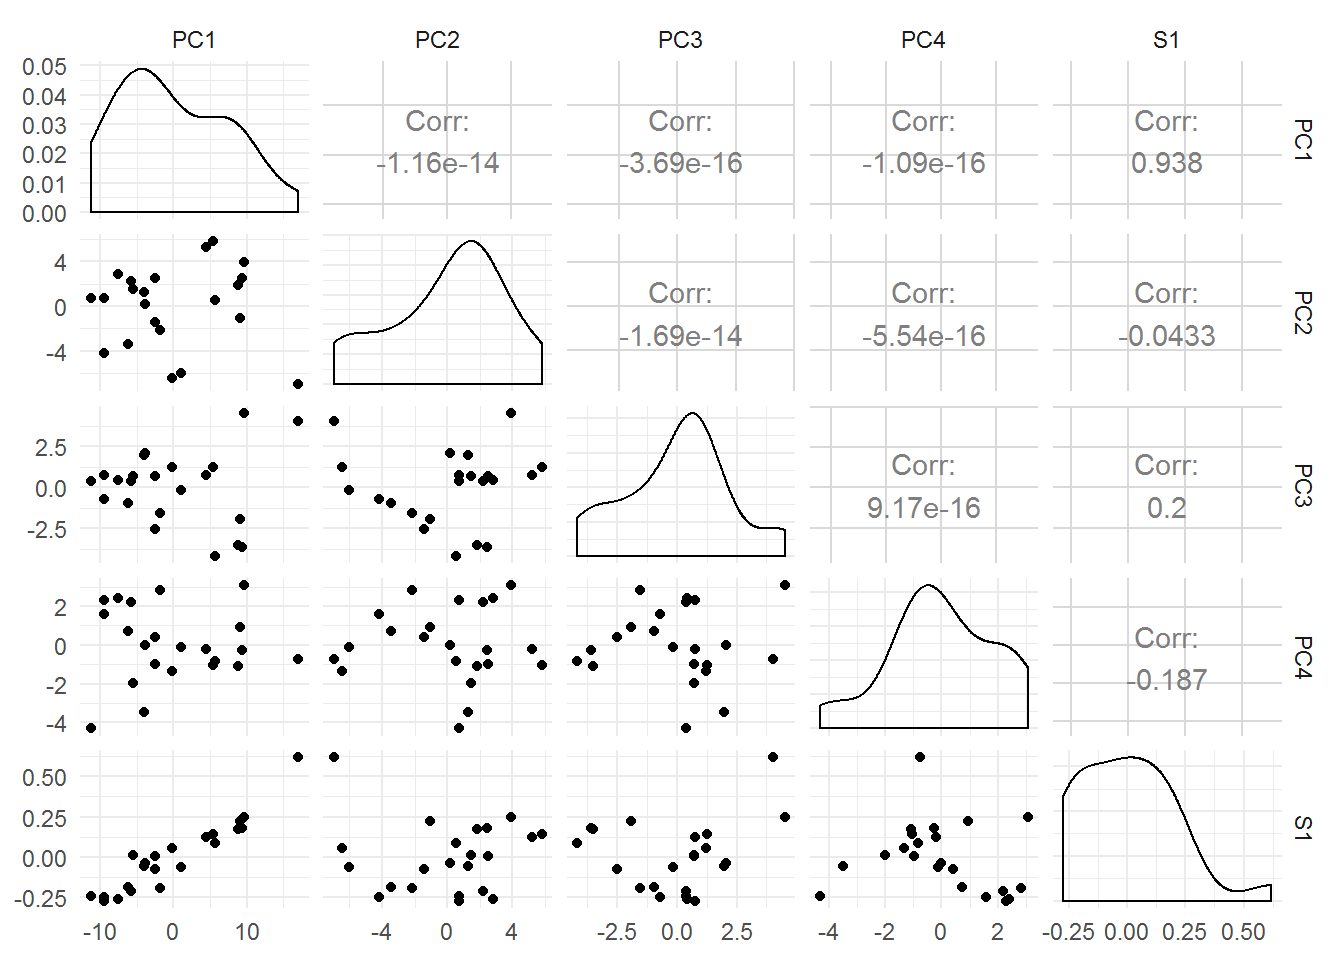 PC1 PC2 PC3 PC4 S1
0.05
0.04
0.03
0.02
0.01
0.00
Corr:
-1.16e-14
Corr:
-3.69e-16
Corr:
-1.09e-16
Corr:
0.938
PC1
4
0
-4
Corr:
-1.69e-14
Corr:
-5.54e-16
Corr:
-0.0433
PC2
2.5
0.0
-2.5
Corr:
9.17e-16
Corr:
0.2
PC3
2
0
-2
-4
Corr:
-0.187
PC4
0.50
0.25
0.00
-0.25
S1
-10 0 10 -4 0 4 -2.5 0.0 2.5 -4 -2 0 2 -0.25 0.00 0.25 0.50